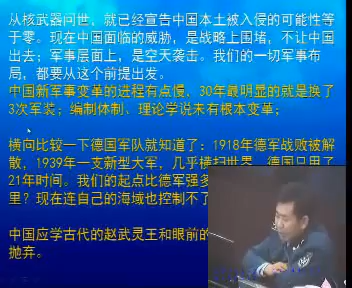 从核武器问世、就已经宣告中国本土被入侵的可能性等
于零。现在中国面临的威胁,是战略上围堵,不让中国
出去;军事层面上,是空天袭击。我们的一切军事布
局,都要从这个前提出发。
中国新军事变革的进程有点慢、30年最明显的就是换了
3次军装;编制体制、理论学说未有根本变革;
横向比较一下德国军队就知道了:1918年德军战败被解
散,1939年一支新型大军,几乎横扫世界,德国只用了
21年时间。我们的起点比德军强多
里?现在连自己的海域也控制不了
中国应学古代的赵武灵王和眼前的
抛弃。